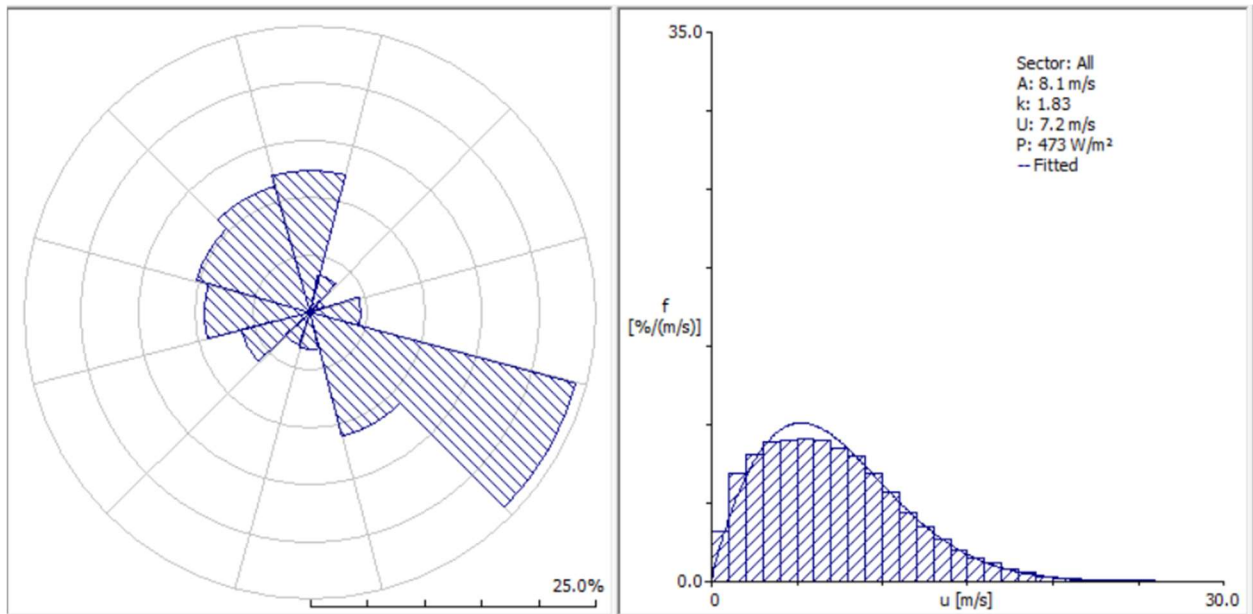 25.0%
35.0
Sector: All
A: 8.1 m/s
k: 1.83
U: 7.2 m/s
P: 473 W/m²
-- Fitted
f
[%/(m/s)]
0.0
0
u [m/s]
30.0